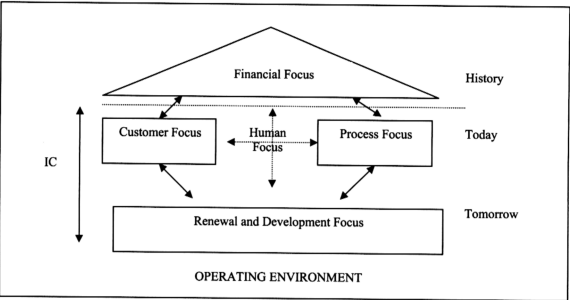 Financial Focus
History
Customer Focus
Human
Focus
Process Focus
Today
IC
Renewal and Development Focus
Tomorrow
OPERATING ENVIRONMENT